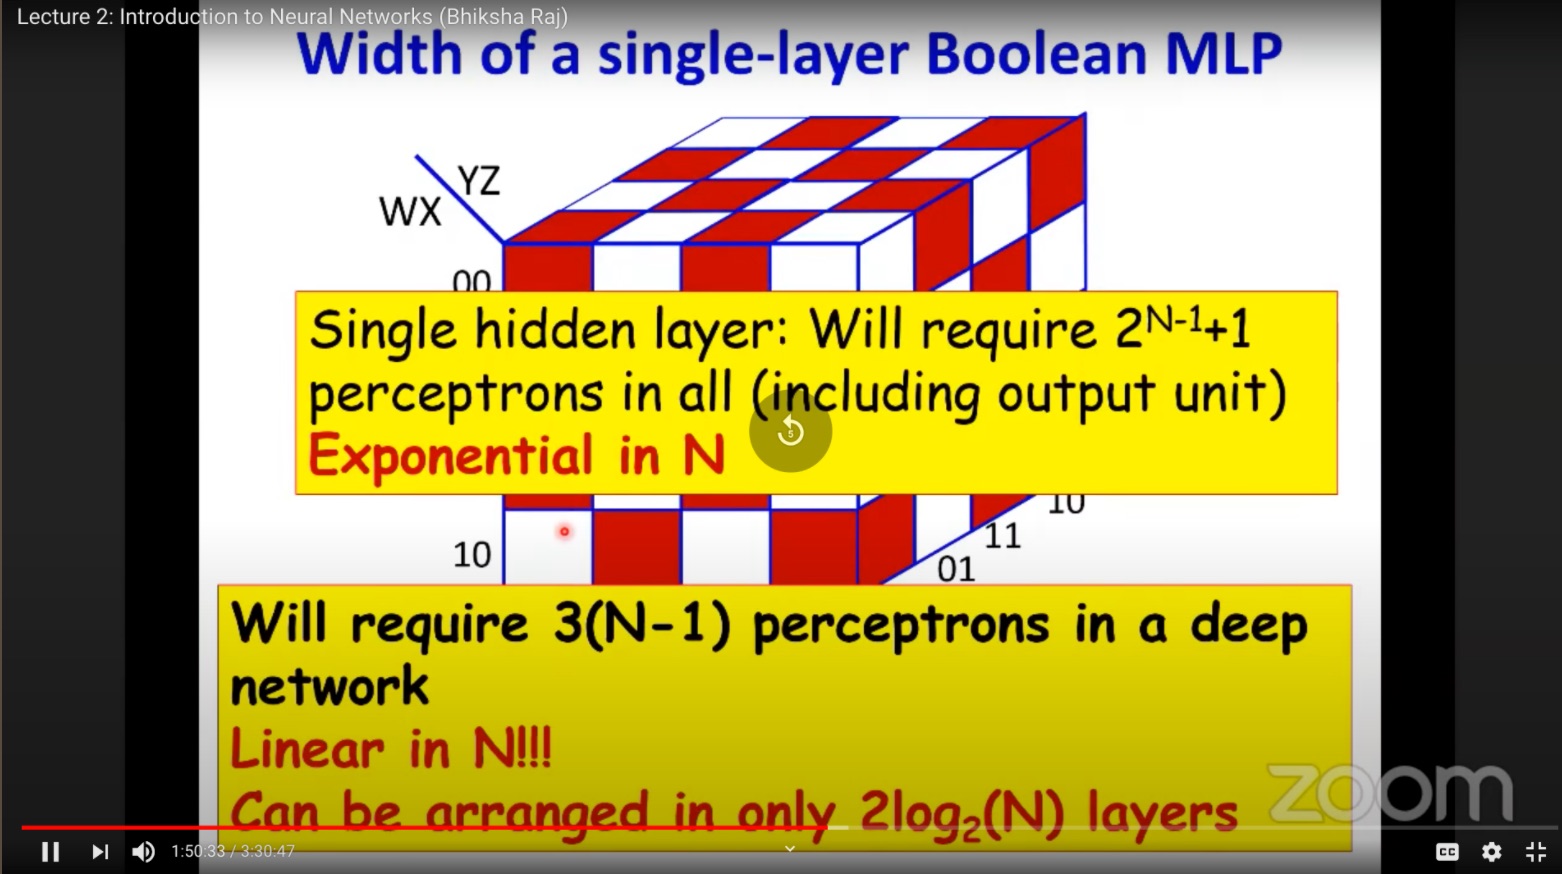 Lecture 2: Introduction to Neural Networks (Bhiksha Raj)
Width of a single-layer Boolean MLP
YZ
WX
00
Single hidden layer: Will require 2^N-1+1
perceptrons in all (including output unit)
Exponential in N
5
10
11
10
01
Will require 3(N-1) perceptrons in a deep
network
Linear in N!!!
Can be arranged in only 2log₂(N) layers
zoom
1:50:33 / 3:30:47
CC